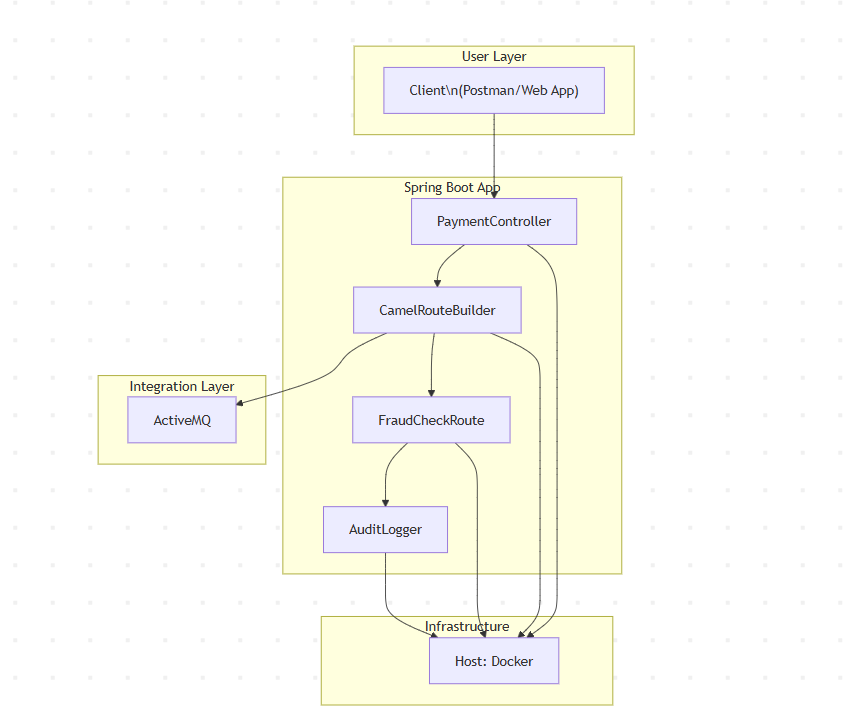 User Layer
Client\n(Postman/Web App)
Spring Boot App
PaymentController
CamelRouteBuilder
Integration Layer
ActiveMQ
FraudCheckRoute
AuditLogger
Infrastructure
Host: Docker